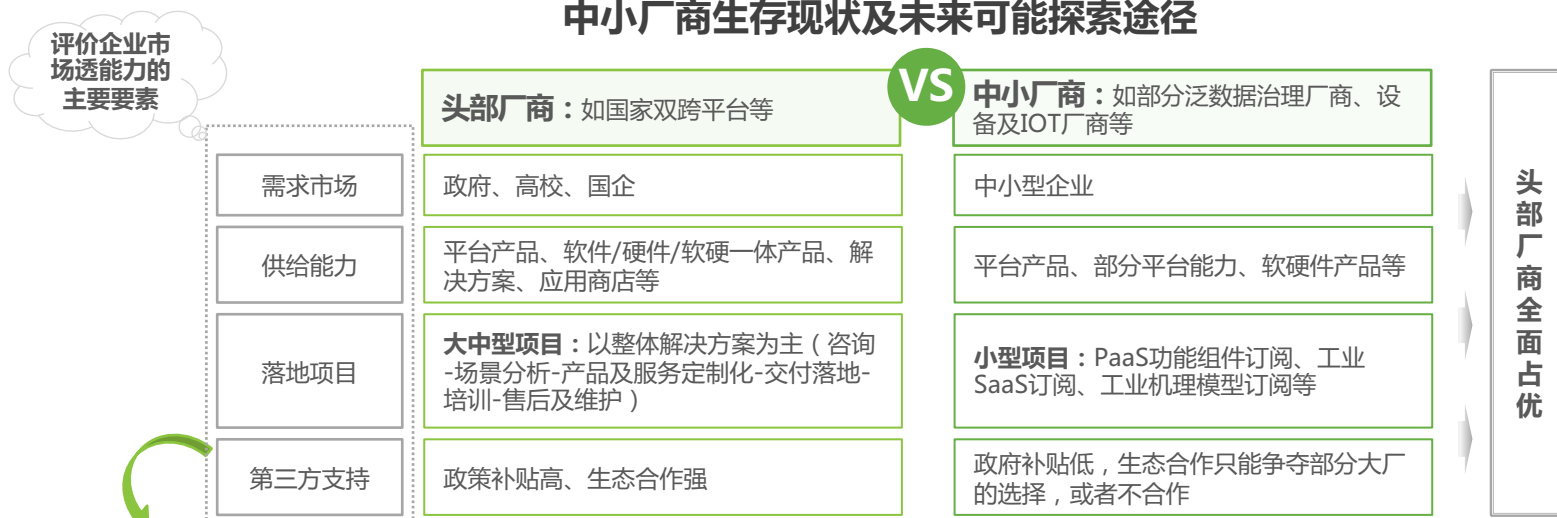 中小厂商生存现状及未来可能探索途径
评价企业市
场透能力的
主要要素
头部厂商：如国家双跨平台等
VS
中小厂商：如部分泛数据治理厂商、设
备及IOT厂商等
需求市场
政府、高校、国企
中小型企业
供给能力
平台产品、软件/硬件/软硬一体产品、解
决方案、应用商店等
平台产品、部分平台能力、软硬件产品等
落地项目
大中型项目：以整体解决方案为主（咨询
-场景分析-产品及服务定制化-交付落地-
培训-售后及维护）
小型项目：PaaS功能组件订阅、工业
SaaS订阅、工业机理模型订阅等
第三方支持
政策补贴高、生态合作强
政府补贴低，生态合作只能争夺部分大厂
的选择，或者不合作
头
部
厂
商
全
面
占
优